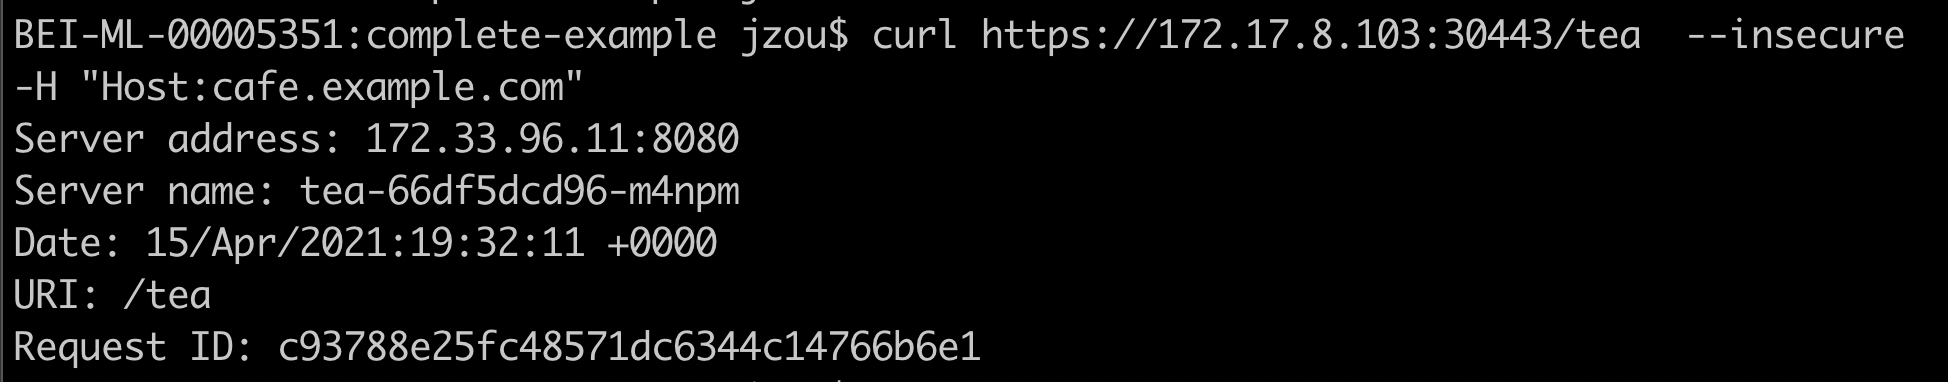 BEI-ML-00005351:complete-example jzou$ curl https://172.17.8.103:30443/tea  --insecure
-H "Host:cafe.example.com"
Server address: 172.33.96.11:8080
Server name: tea-66df5dcd96-m4npm
Date: 15/Apr/2021:19:32:11 +0000
URI: /tea
Request ID: c93788e25fc48571dc6344c14766b6e1